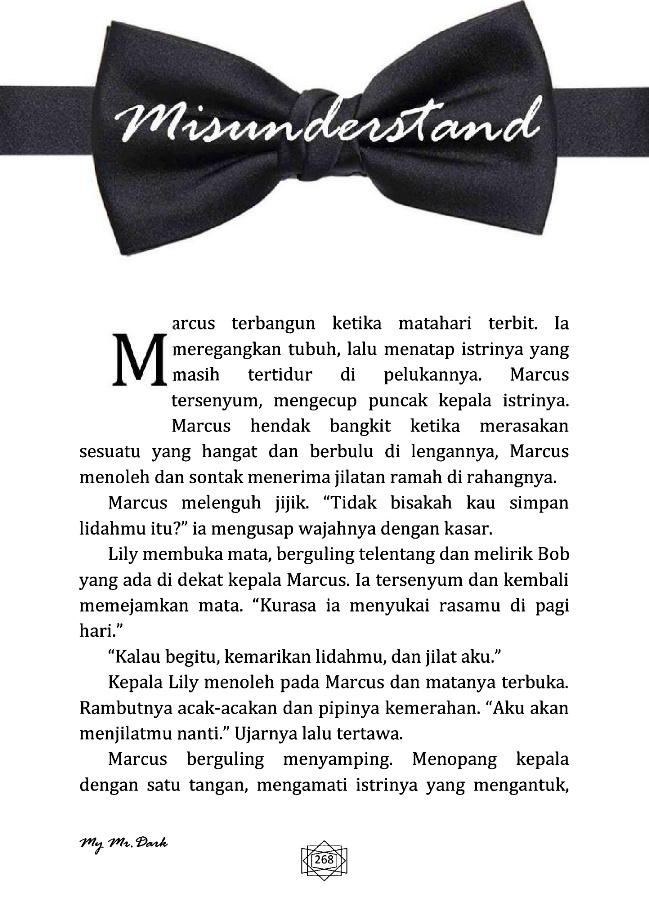 Misunderstand
Marcus terbangun ketika matahari terbit. Ia
meregangkan tubuh, lalu menatap istrinya yang
masih tertidur di pelukannya. Marcus
tersenyum, mengecup puncak kepala istrinya.
Marcus hendak bangkit ketika merasakan
sesuatu yang hangat dan berbulu di lengannya, Marcus
menoleh dan sontak menerima jilatan ramah di rahangnya.
Marcus melenguh jijik. “Tidak bisakah kau simpan
lidahmu itu?” ia mengusap wajahnya dengan kasar.
Lily membuka mata, berguling telentang dan melirik Bob
yang ada di dekat kepala Marcus. Ia tersenyum dan kembali
memejamkan mata. “Kurasa ia menyukai rasamu di pagi
hari.”
“Kalau begitu, kemarikan lidahmu, dan jilat aku.”
Kepala Lily menoleh pada Marcus dan matanya terbuka.
Rambutnya acak-acakan dan pipinya kemerahan. “Aku akan
menjilatmu nanti.” Ujarnya lalu tertawa.
Marcus berguling menyamping. Menopang kepala
dengan satu tangan, mengamati istrinya yang mengantuk,
My Mr. Dark
268